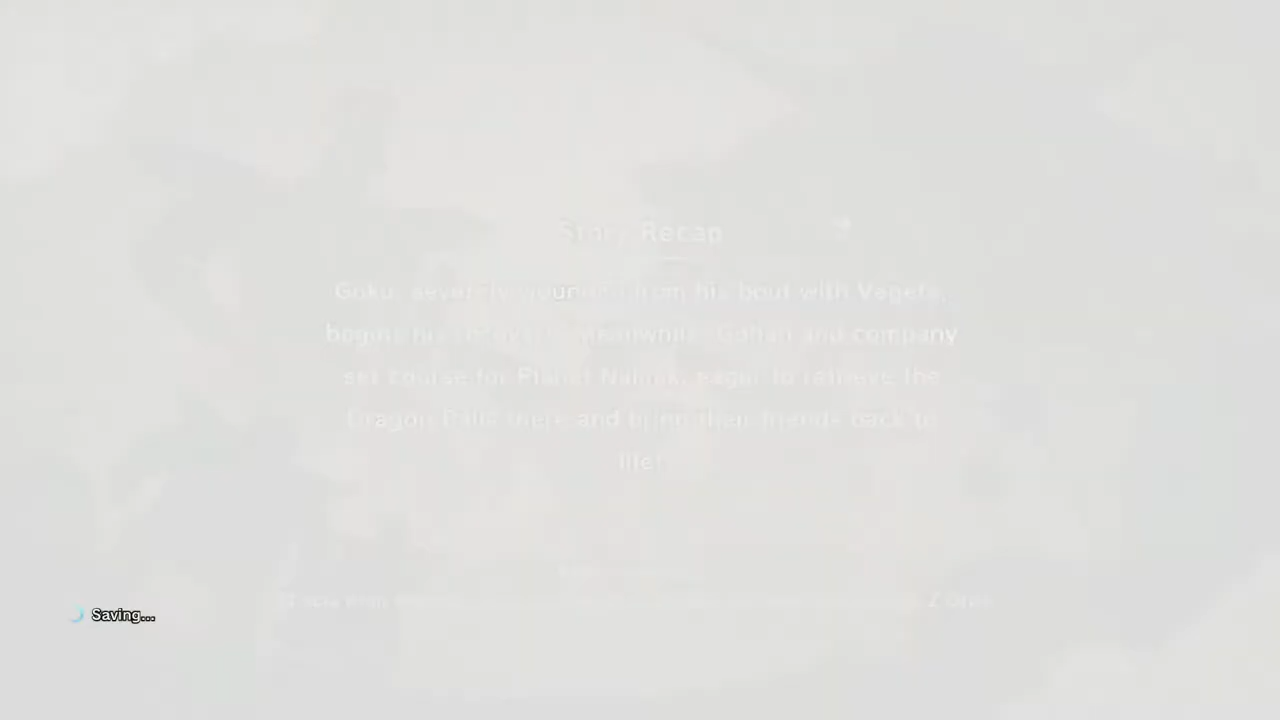 Story Recap
Goku, severely wounded from his bout with Vegeta,
begins his recovery. Meanwhile, Gohan and company
set course for Planet Namek, eager to retrieve the
Dragon Balls there and bring their friends back to
life!
Z Orbs
Saving...